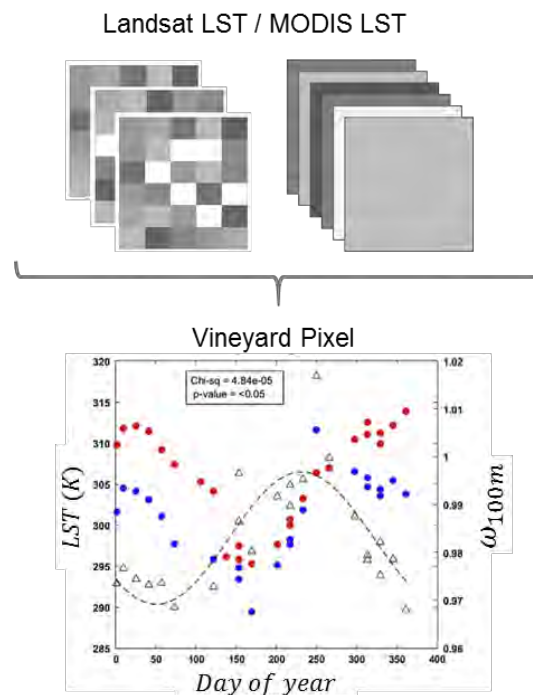 Landsat LST / MODIS LST
Vineyard Pixel
320
315
310
305
300
295
290
285
LST (K)
Chi-sq = 4.84e-05
p-value = <0.05
1.02
1.01
1
0.99
0.98
0.97
0.96
ω100m
0 50 100 150 200 250 300 350 400
Day of year